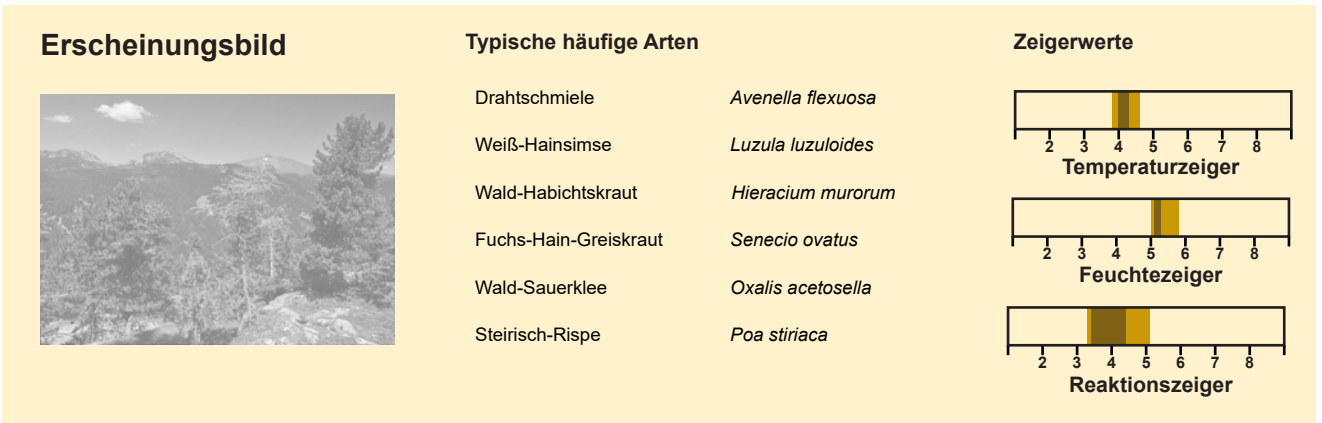 Erscheinungsbild
Typische häufige Arten
Drahtschmiele Avenella flexuosa
Weiß-Hainsimse Luzula luzuloides
Wald-Habichtskraut Hieracium murorum
Fuchs-Hain-Greiskraut Senecio ovatus
Wald-Sauerklee Oxalis acetosella
Steirisch-Rispe Poa stiriaca
Zeigerwerte
2 3 4 5 6 7 8
Temperaturzeiger
2 3 4 5 6 7 8
Feuchtezeiger
2 3 4 5 6 7 8
Reaktionszeiger